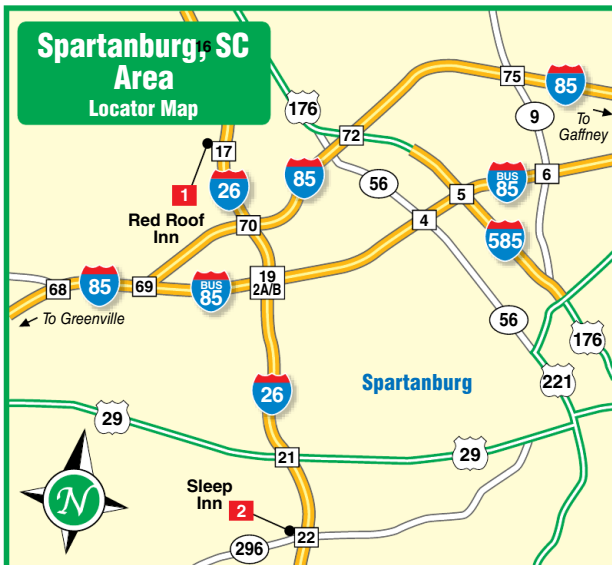 Spartanburg, SC
16
Area
Locator Map
176
75
85
To
Gaffney
9
72
17
1
26
85
56
BUS
85
6
5
Red Roof
Inn
70
4
585
68
85
69
BUS
85
19
2A/B
To Greenville
56
176
221
Spartanburg
26
29
21
29
N
Sleep
Inn
2
22
296